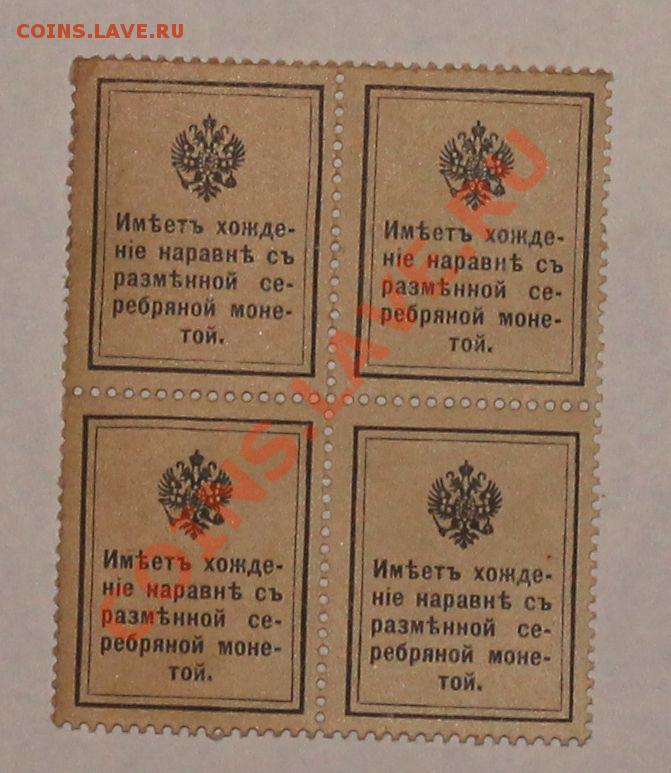 COINS.LAVE.RU
Имѣетъ хожде-
ніе наравнѣ съ
размѣнной се-
ребряной моне-
той.
Имѣетъ хожде-
ніе наравнѣ съ
размѣнной се-
ребряной моне-
той.
Имѣетъ хожде-
ніе наравнѣ съ
размѣнной се-
ребряной моне-
той.
Имѣетъ хожде-
ніе наравнѣ съ
размѣнной се-
ребряной моне-
той.
COINS.LAVE.RU